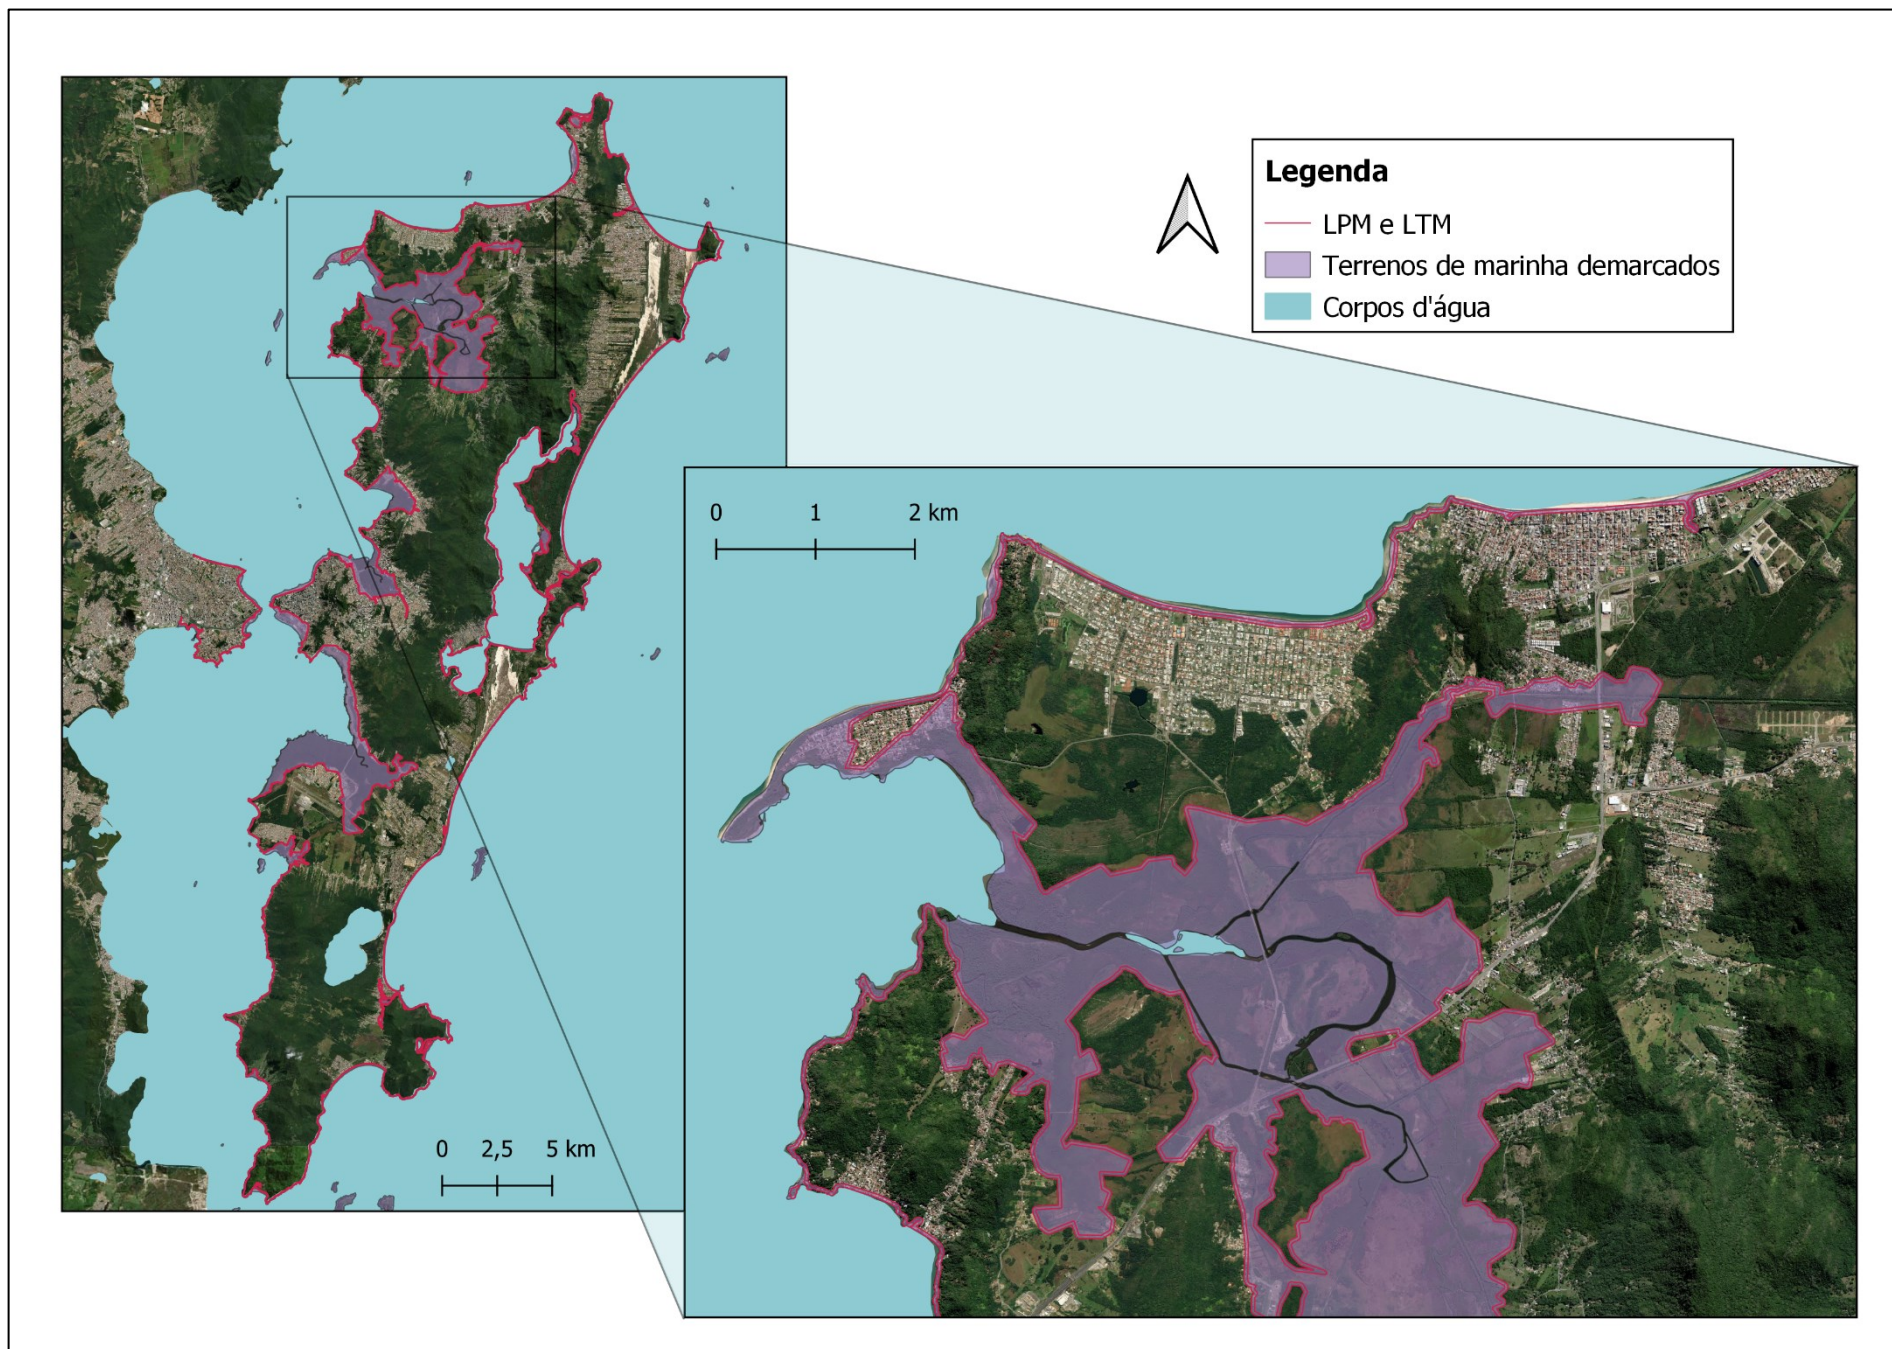 Legenda
LPM e LTM
Terrenos de marinha demarcados
Corpos d'água
0 1 2 km
0 2,5 5 km